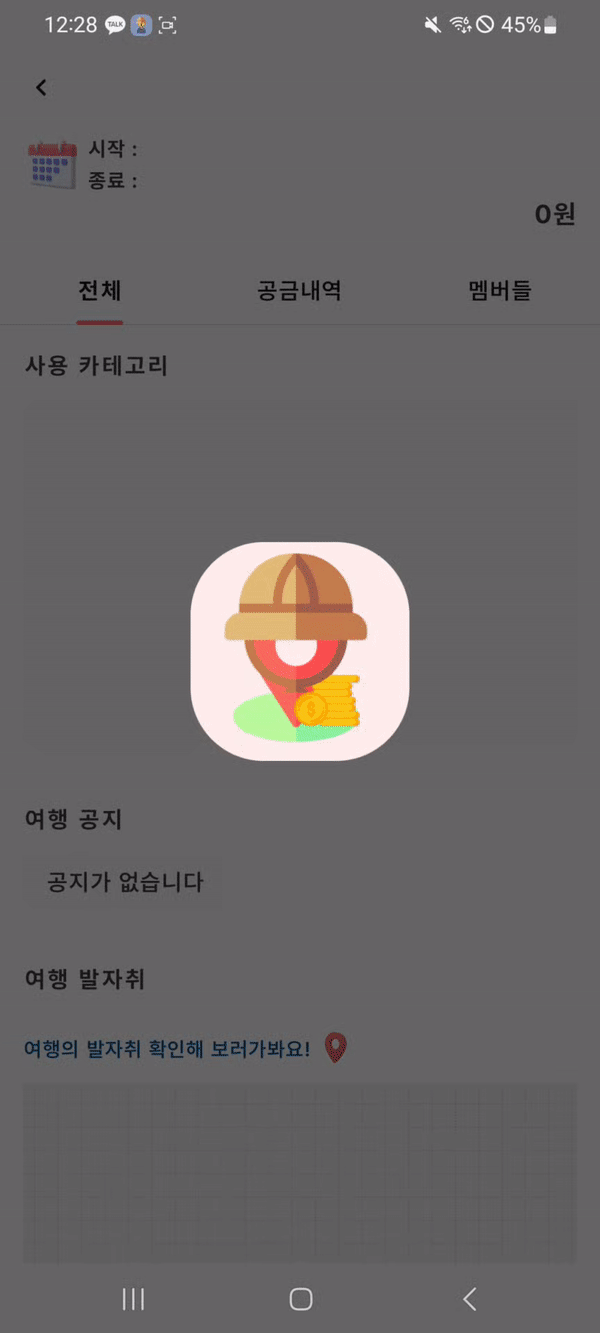 12:28 TALK 45%
시작 :
종료 :
0원
전체 공금내역 멤버들
사용 카테고리
여행 공지
공지가 없습니다
여행 발자취
여행의 발자취 확인해 보러가봐요!